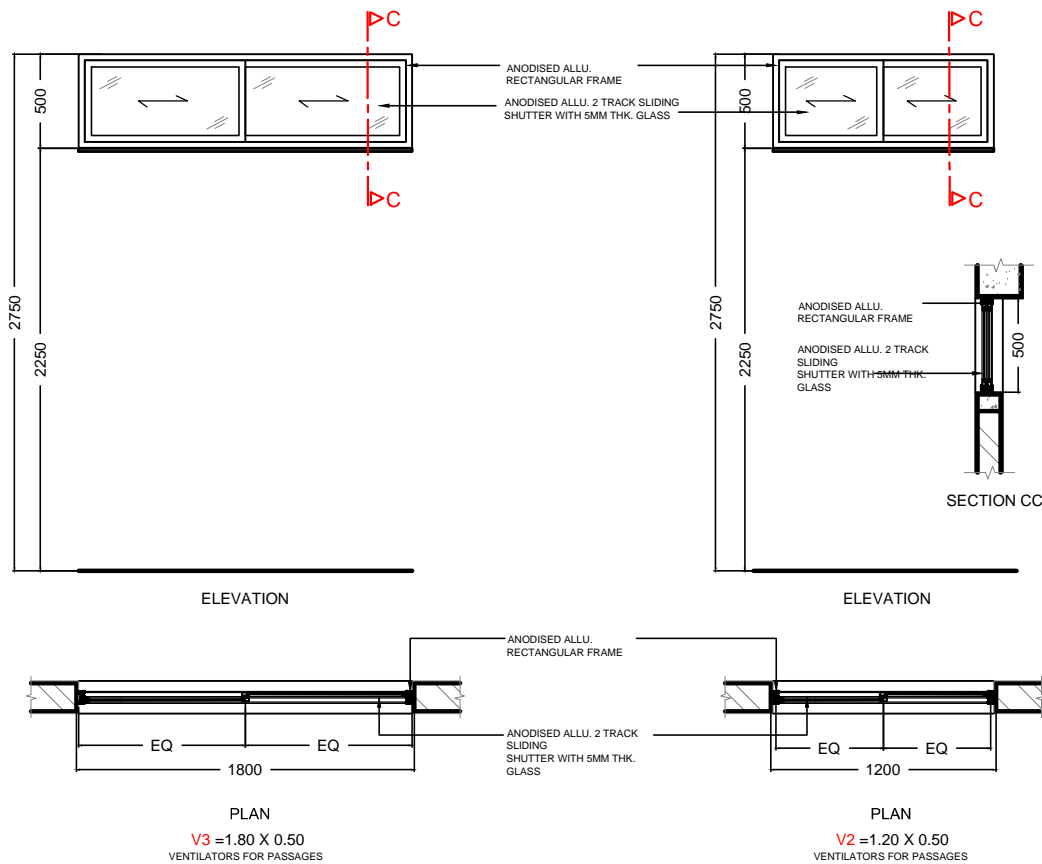 C
C
500
2250
2750
ANODISED ALLU.
RECTANGULAR FRAME
ANODISED ALLU. 2 TRACK SLIDING
SHUTTER WITH 5MM THK. GLASS
C
C
500
2250
2750
ANODISED ALLU.
RECTANGULAR FRAME
ANODISED ALLU. 2 TRACK
SLIDING
SHUTTER WITH 5MM THK.
GLASS
500
SECTION CC
ELEVATION
ELEVATION
ANODISED ALLU.
RECTANGULAR FRAME
ANODISED ALLU. 2 TRACK
SLIDING
SHUTTER WITH 5MM THK.
GLASS
EQ
EQ
1800
PLAN
V3 =1.80 X 0.50
VENTILATORS FOR PASSAGES
EQ
EQ
1200
PLAN
V2 =1.20 X 0.50
VENTILATORS FOR PASSAGES